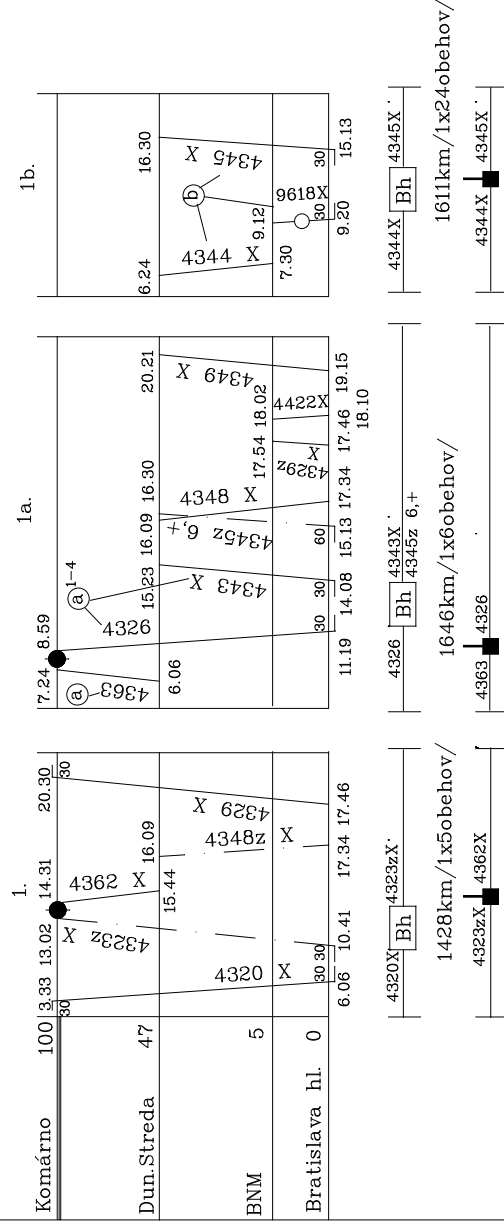 1. 1a. 1b.
Komárno 100 3.33 13.02 14.31 20.30 7.24 8.59
30 30
4323z X 4362 X 4363 a a 1-4 4326
Dun.Streda 47 15.44 16.09 6.06 15.23 16.09 16.30 20.21 6.24 16.30
4320 X 4348z X 4329 X 4343 X 4345z 6,+ 4348 X 4349 X 4344 X b 4345 X
BNM 5 17.54 18.02 7.30 9.12
4329z X 4422X 9618X
Bratislava hl. 0 30 30 30 30 60 30 30
6.06 10.41 17.34 17.46 11.19 14.08 15.13 17.34 17.46 19.15 9.20 15.13
18.10
4320X Bh 4323zX 4326 Bh 4343X 4344X Bh 4345X
4345z 6,+
1428km/1x5obehov/ 1646km/1x6obehov/ 1611km/1x24obehov/
4323zX 4362X 4363 4326 4344X 4345X